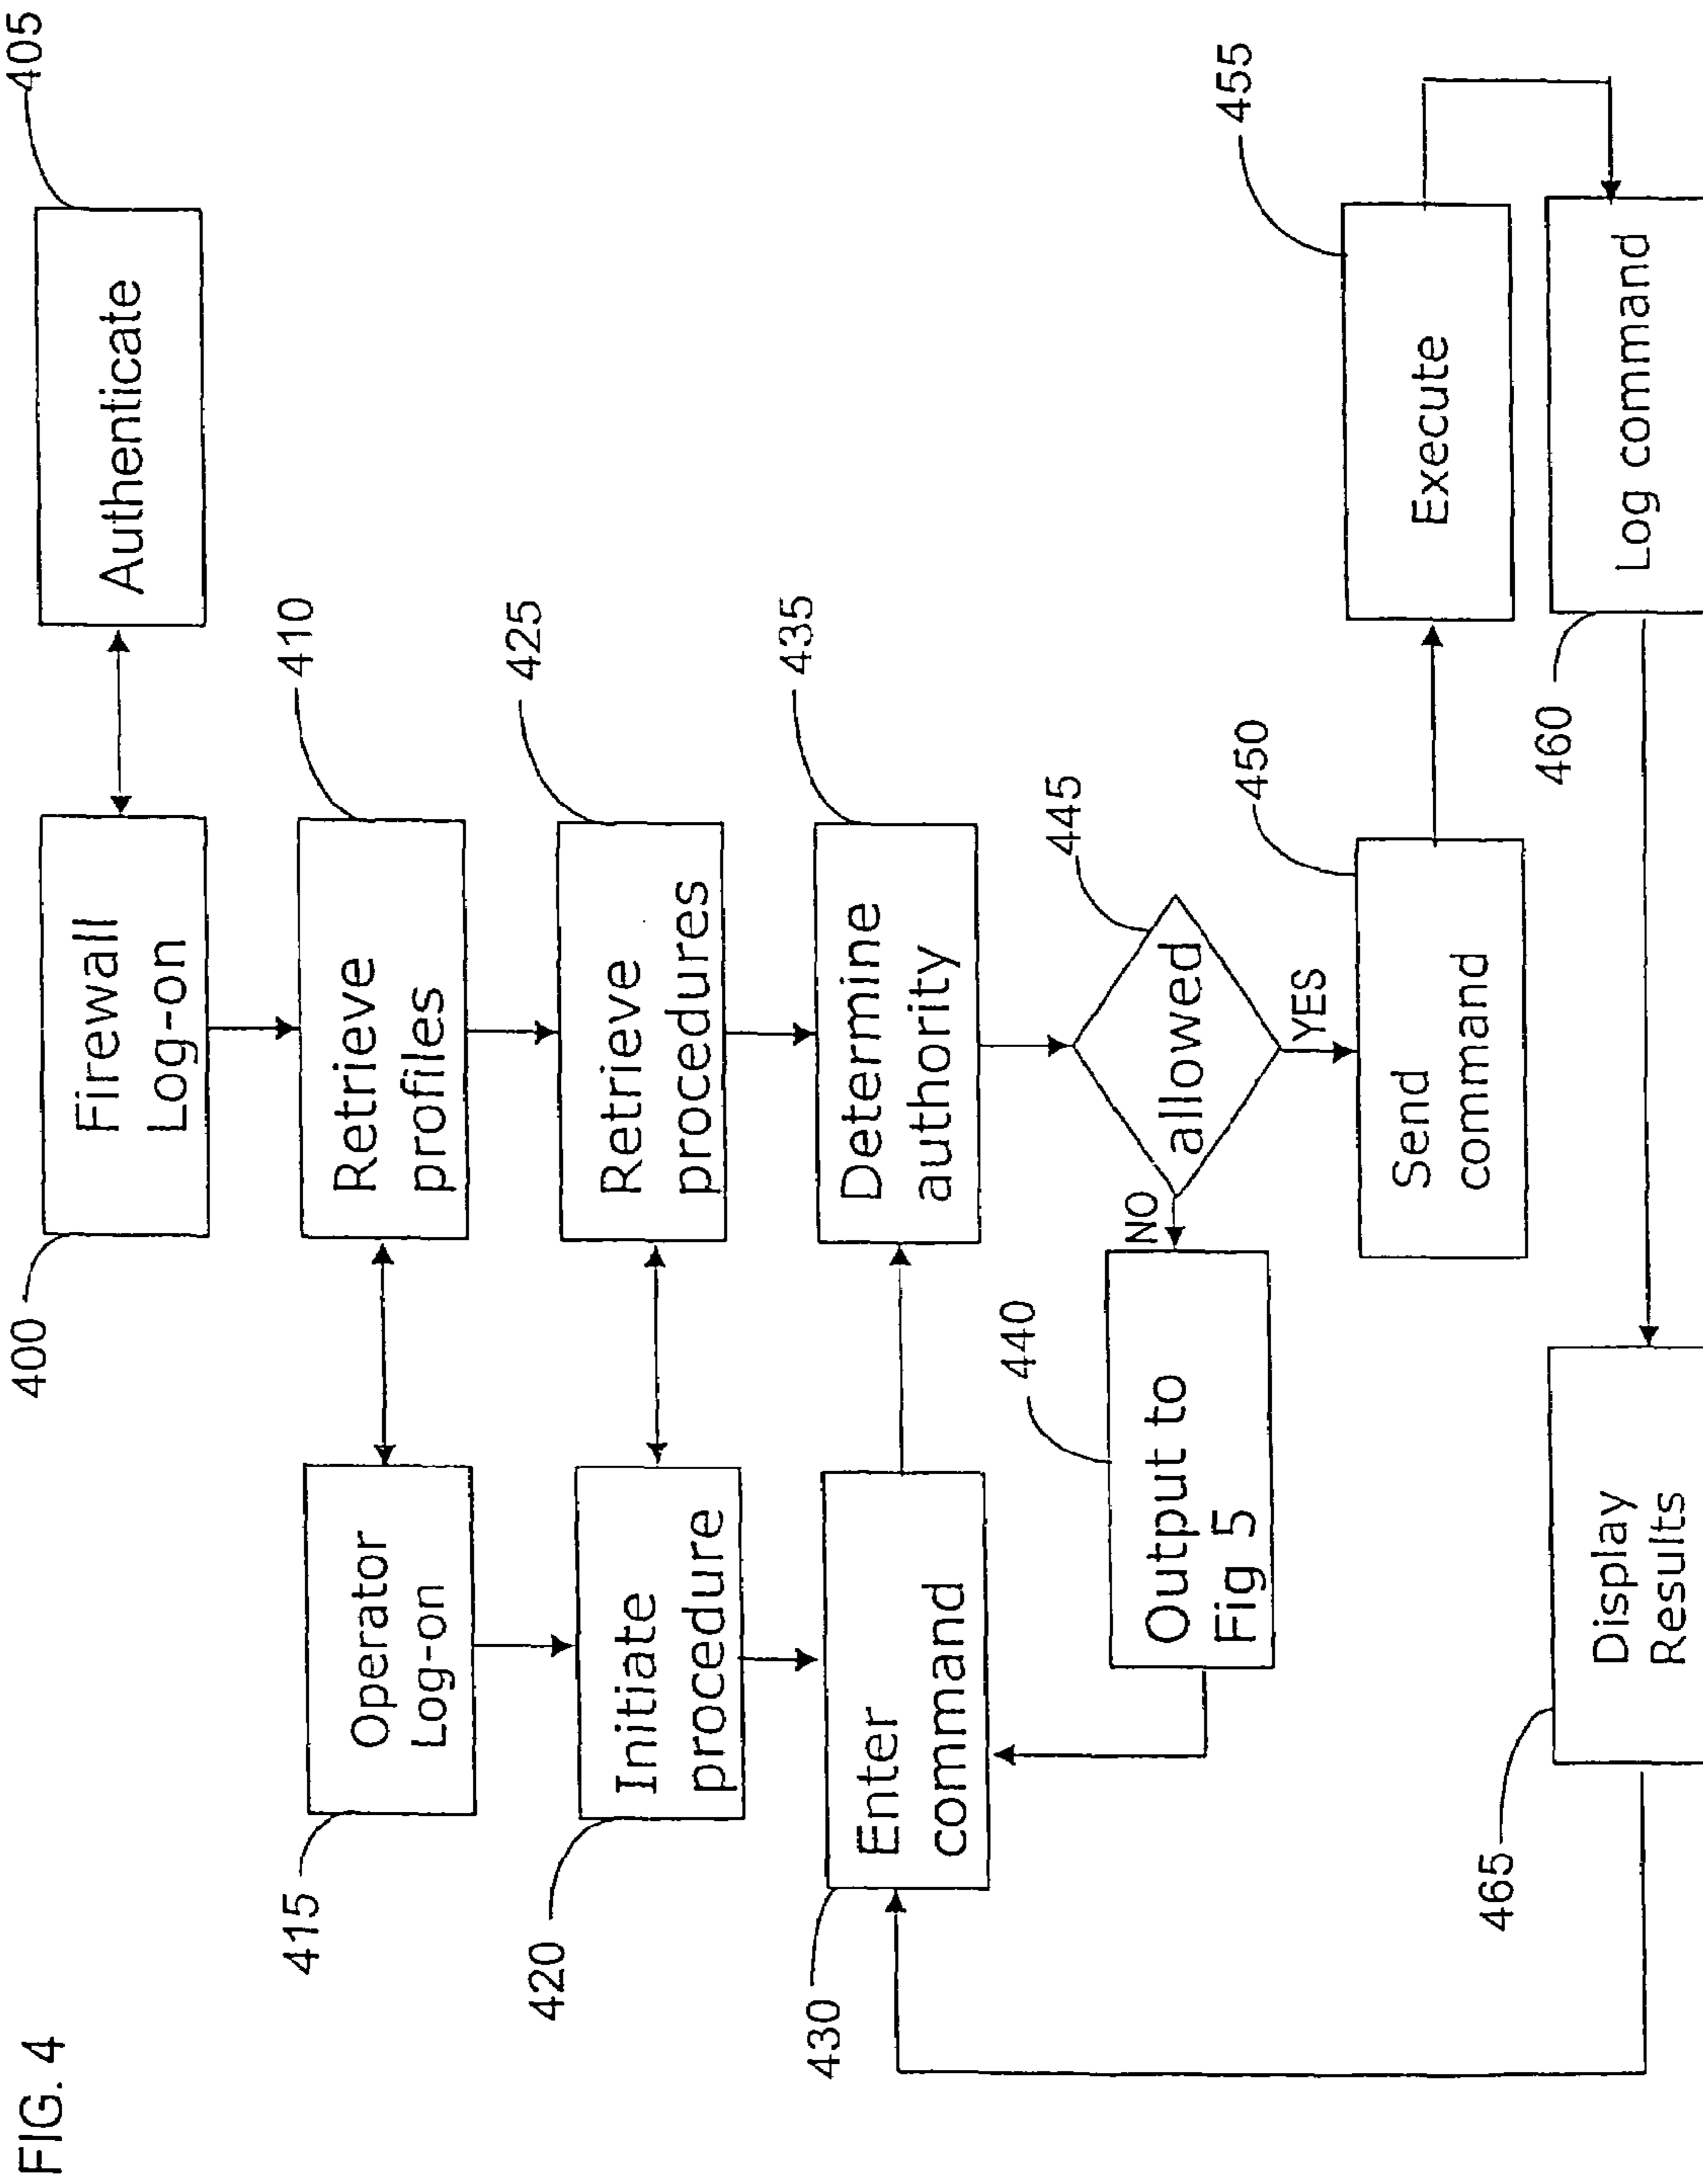 FIG. 4
400
Firewall
Log-on
405
Authenticate
410
Retrieve
profiles
415
Operator
Log-on
420
Initiate
procedure
425
Retrieve
procedures
430
Enter
command
435
Determine
authority
440
Output to
Fig 5
445
allowed
NO
YES
450
Send
command
455
Execute
460
Log command
465
Display
Results